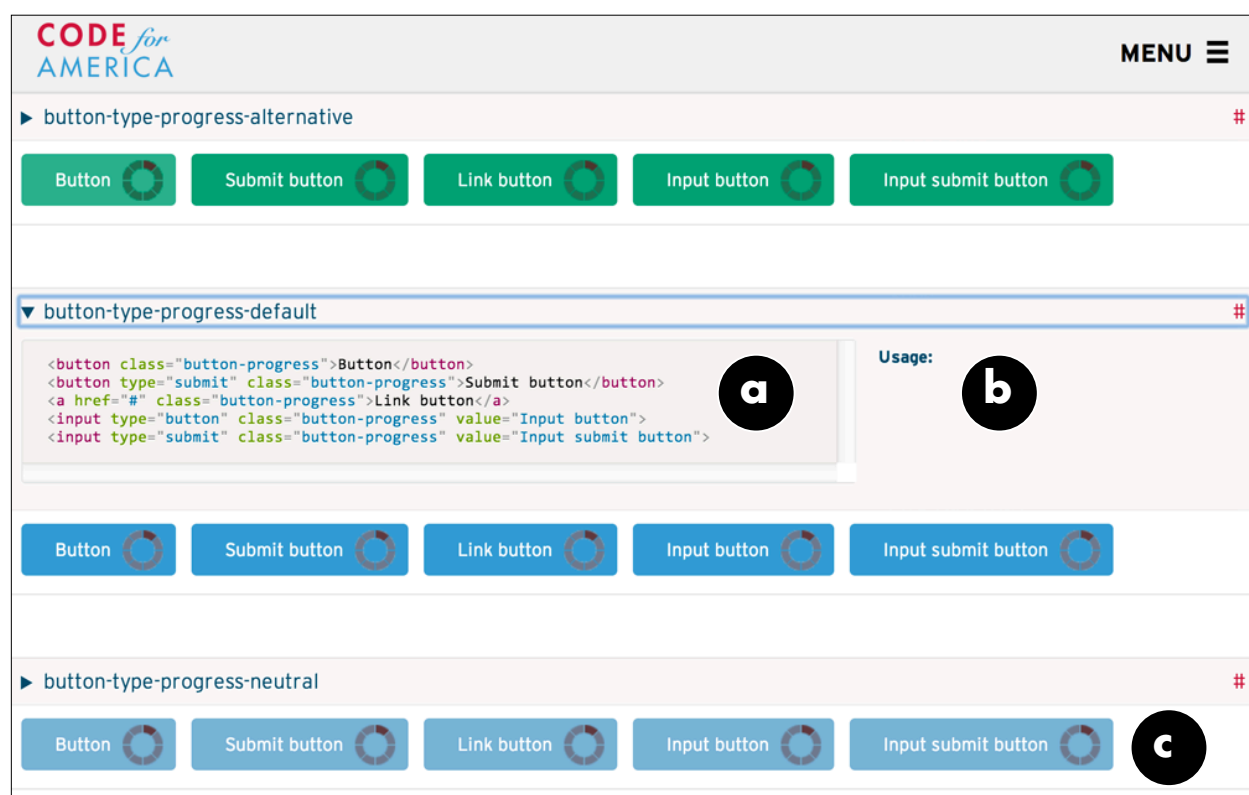 CODE for
AMERICA
MENU
button-type-progress-alternative #
Button Submit button Link button Input button Input submit button
button-type-progress-default #
<button class="button-progress">Button</button>
<button type="submit" class="button-progress">Submit button</button>
<a href="#" class="button-progress">Link button</a>
<input type="button" class="button-progress" value="Input button">
<input type="submit" class="button-progress" value="Input submit button">
a
Usage:
b
Button Submit button Link button Input button Input submit button
button-type-progress-neutral #
Button Submit button Link button Input button Input submit button
c